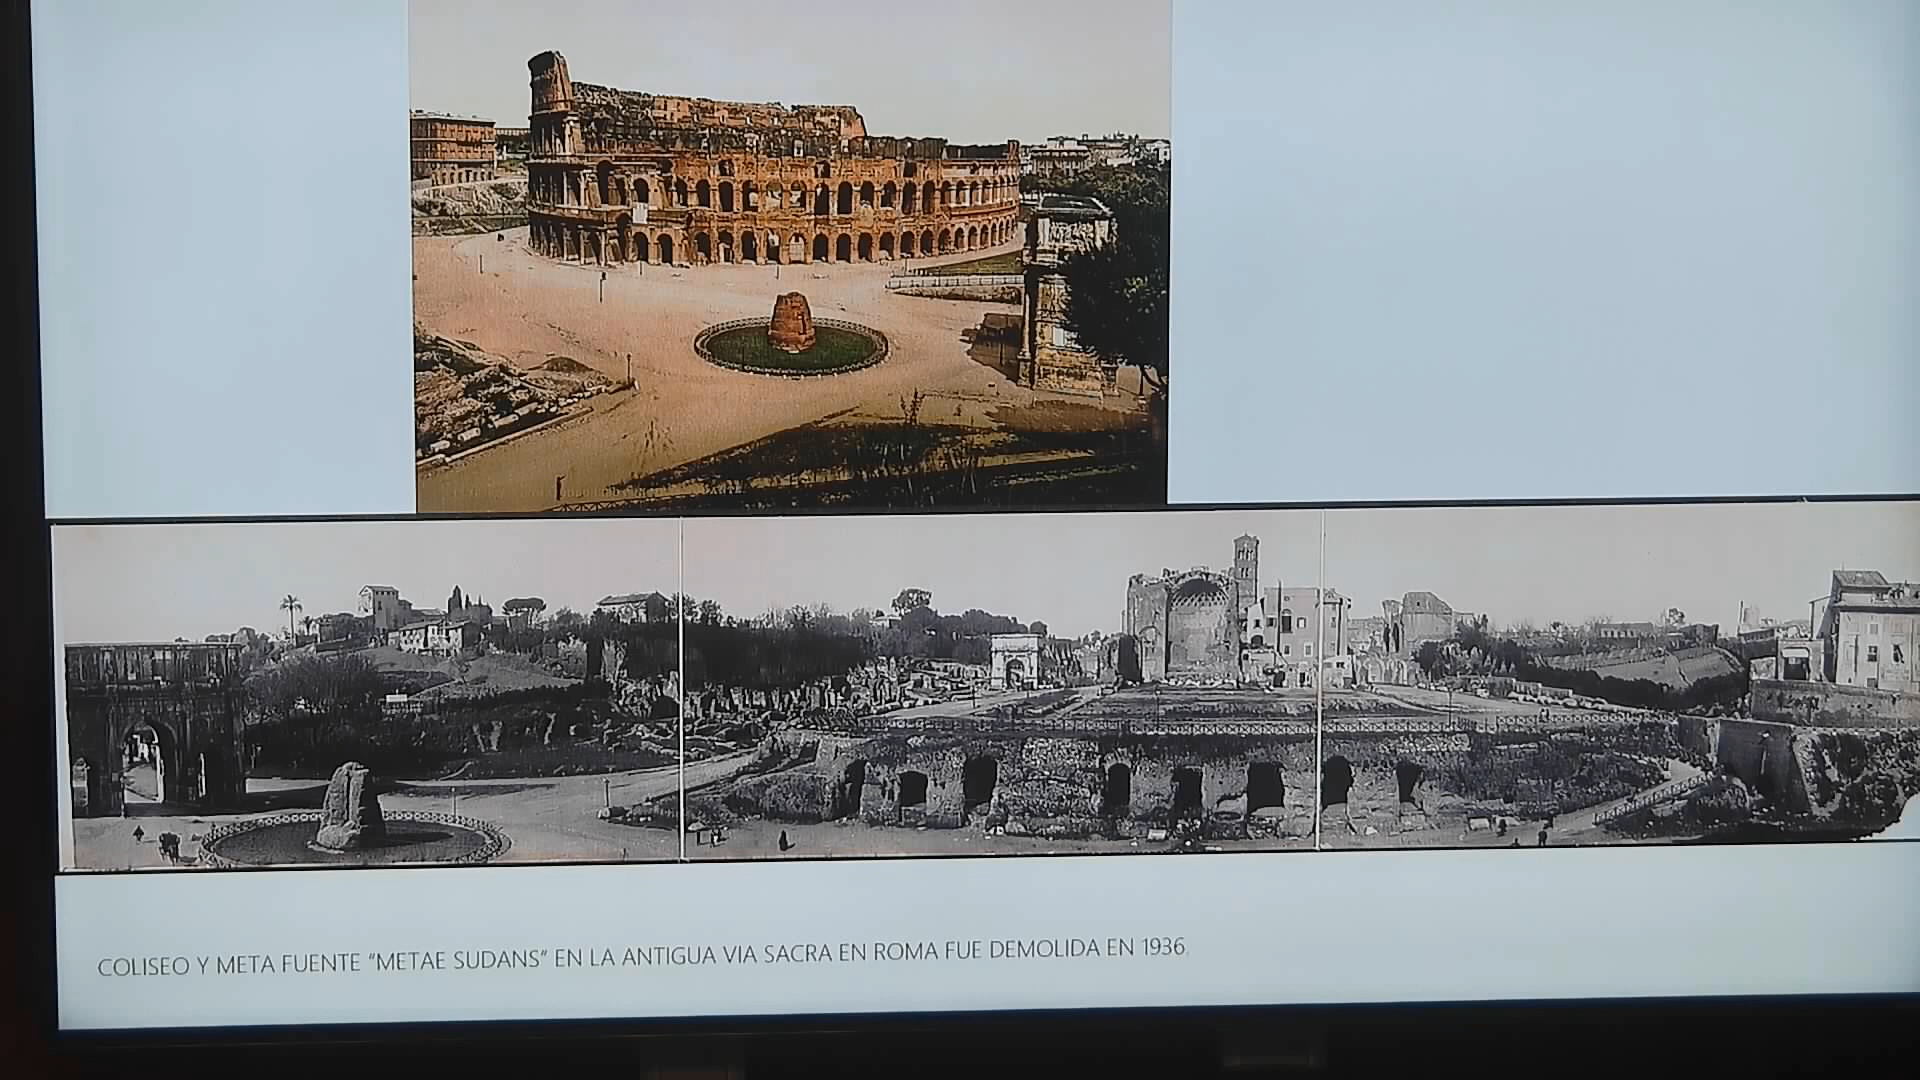 COLISEO Y META FUENTE “METAE SUDANS” EN LA ANTIGUA VIA SACRA EN ROMA FUE DEMOLIDA EN 1936.